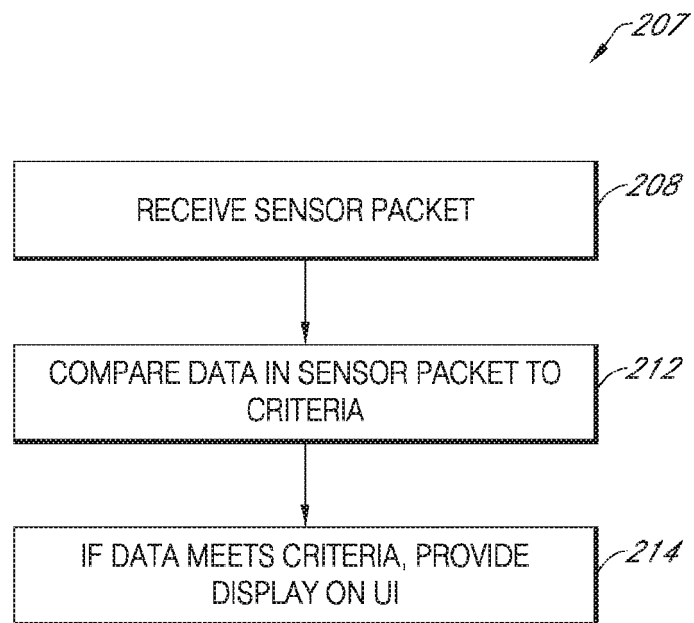 207
RECEIVE SENSOR PACKET
208
COMPARE DATA IN SENSOR PACKET TO
CRITERIA
212
IF DATA MEETS CRITERIA, PROVIDE
DISPLAY ON UI
214